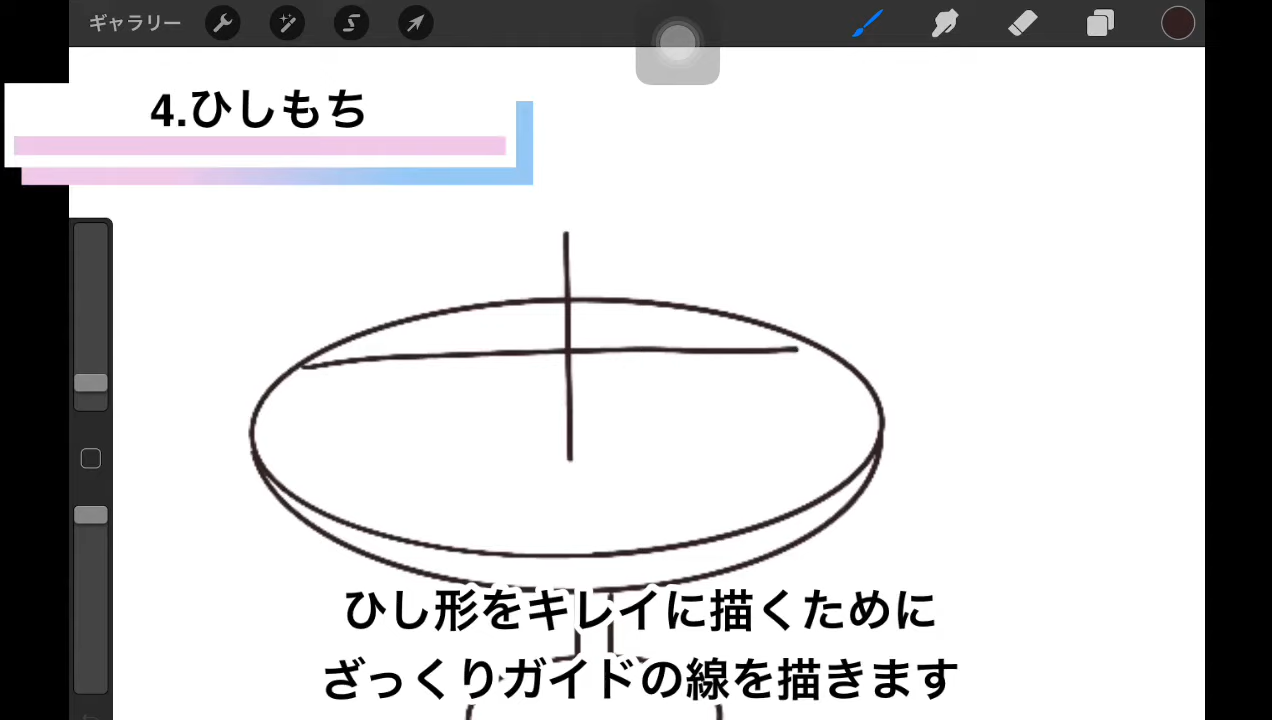 ギャラリー
4.ひしもち
ひし形をキレイに描くために
ざっくりガイドの線を描きます